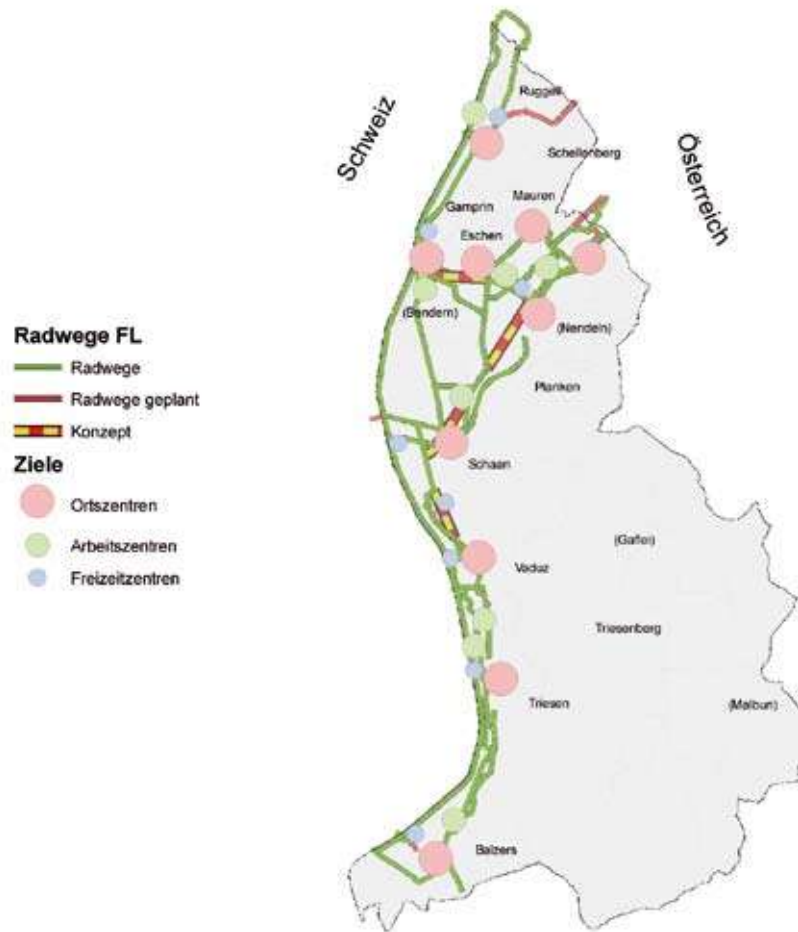 Schweiz
Österreich
Ruggell
Schellenberg
Mauren
Gamprin
Eschen
(Bendern)
(Nendeln)
Planken
Schaan
(Gaflei)
Vaduz
Triesenberg
Triesen
(Malbun)
Balzers
Radwege FL
Radwege
Radwege geplant
Konzept
Ziele
Ortszentren
Arbeitszentren
Freizeitzentren